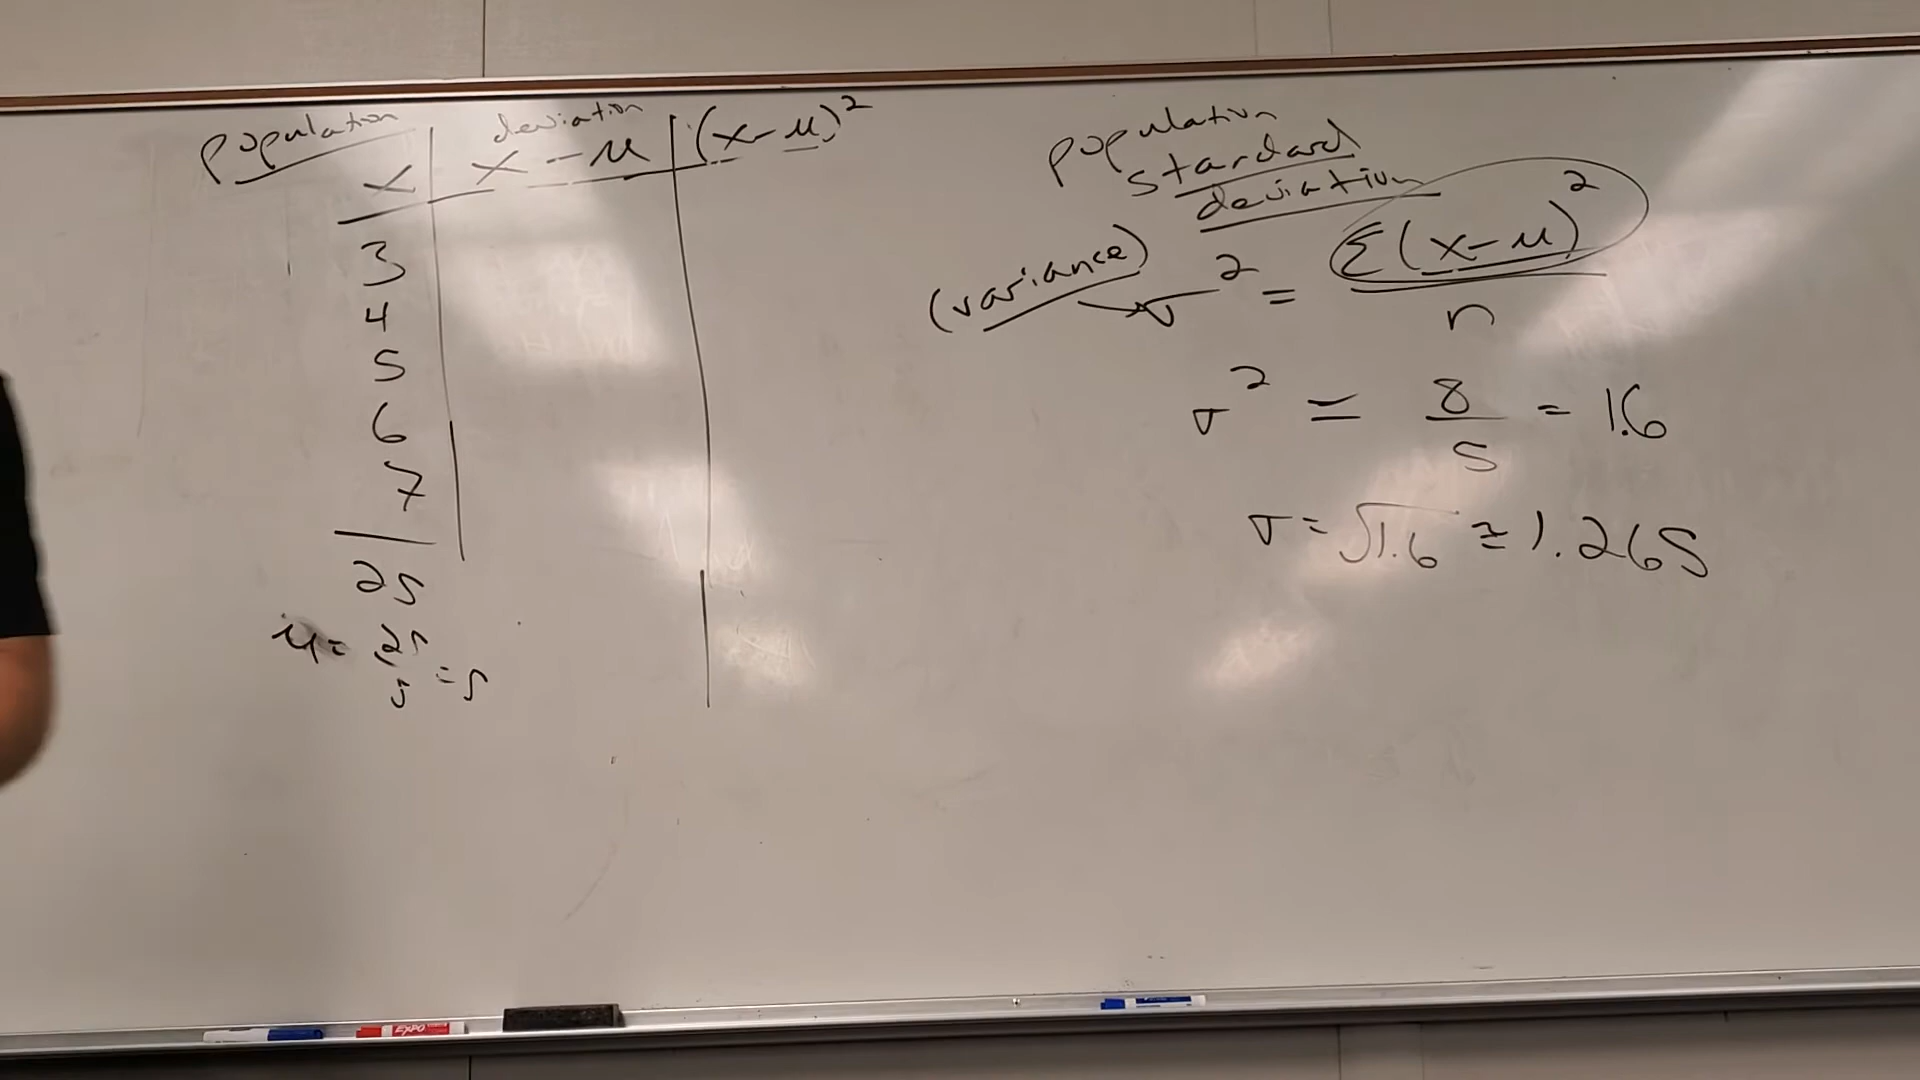 population
deviation
x | x - μ | (x - μ)²
3
4
5
6
7
25
μ = 25/5 = 5
population
standard
deviation
(variance) → σ² = Σ(x - μ)² / n
σ² = 8/5 = 1.6
σ = √1.6 ≅ 1.265
EXPO